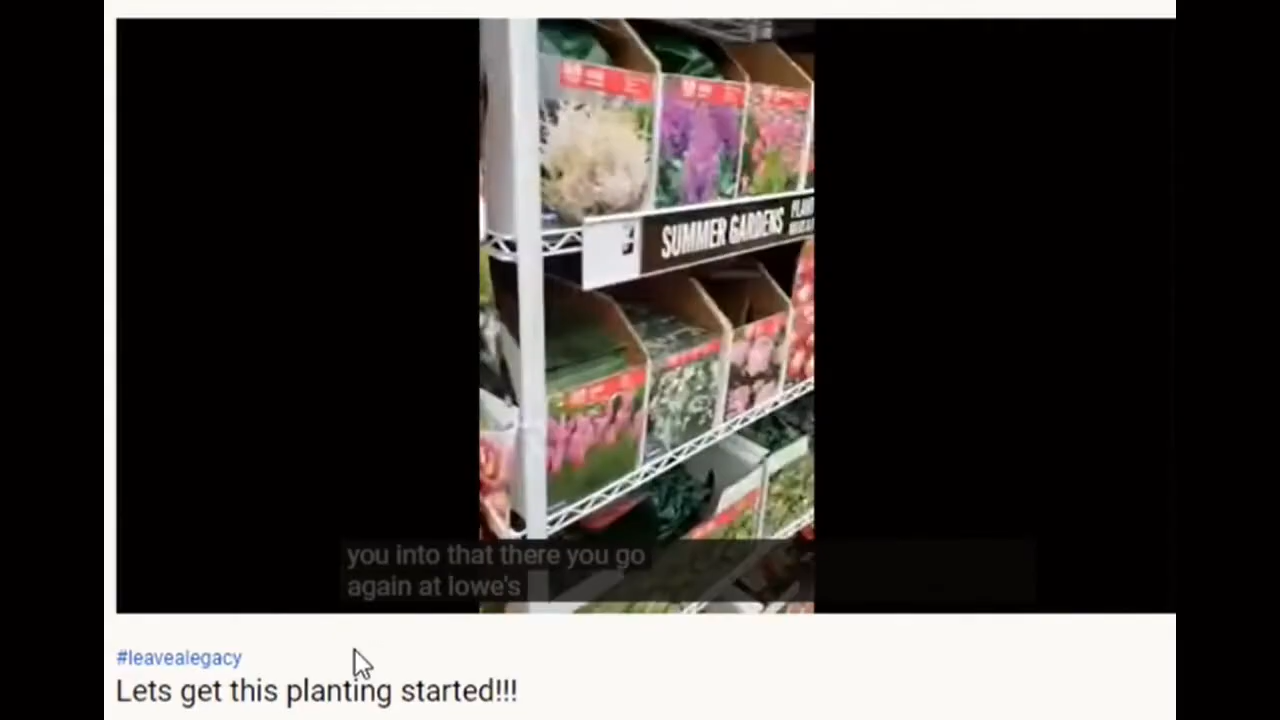 SUMMER GARDENS
you into that there you go
again at lowe's
#leavealegacy
Lets get this planting started!!!